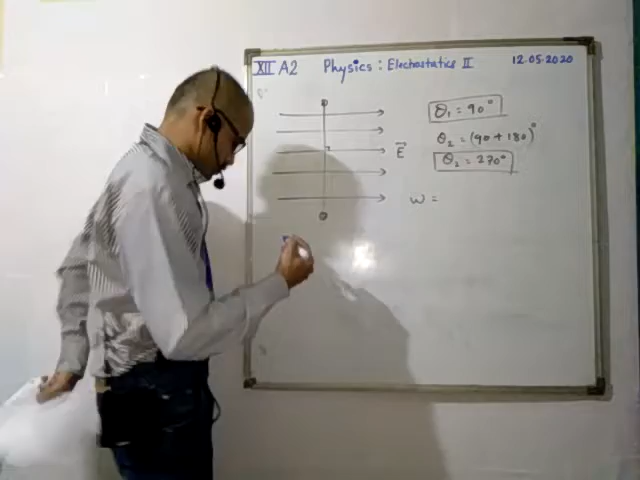 XII A2 Physics: Electrostatics II 12.05.2020
θ₁ = 90°
θ₂ = (90 + 180)°
θ₂ = 270°
E⃗
W =